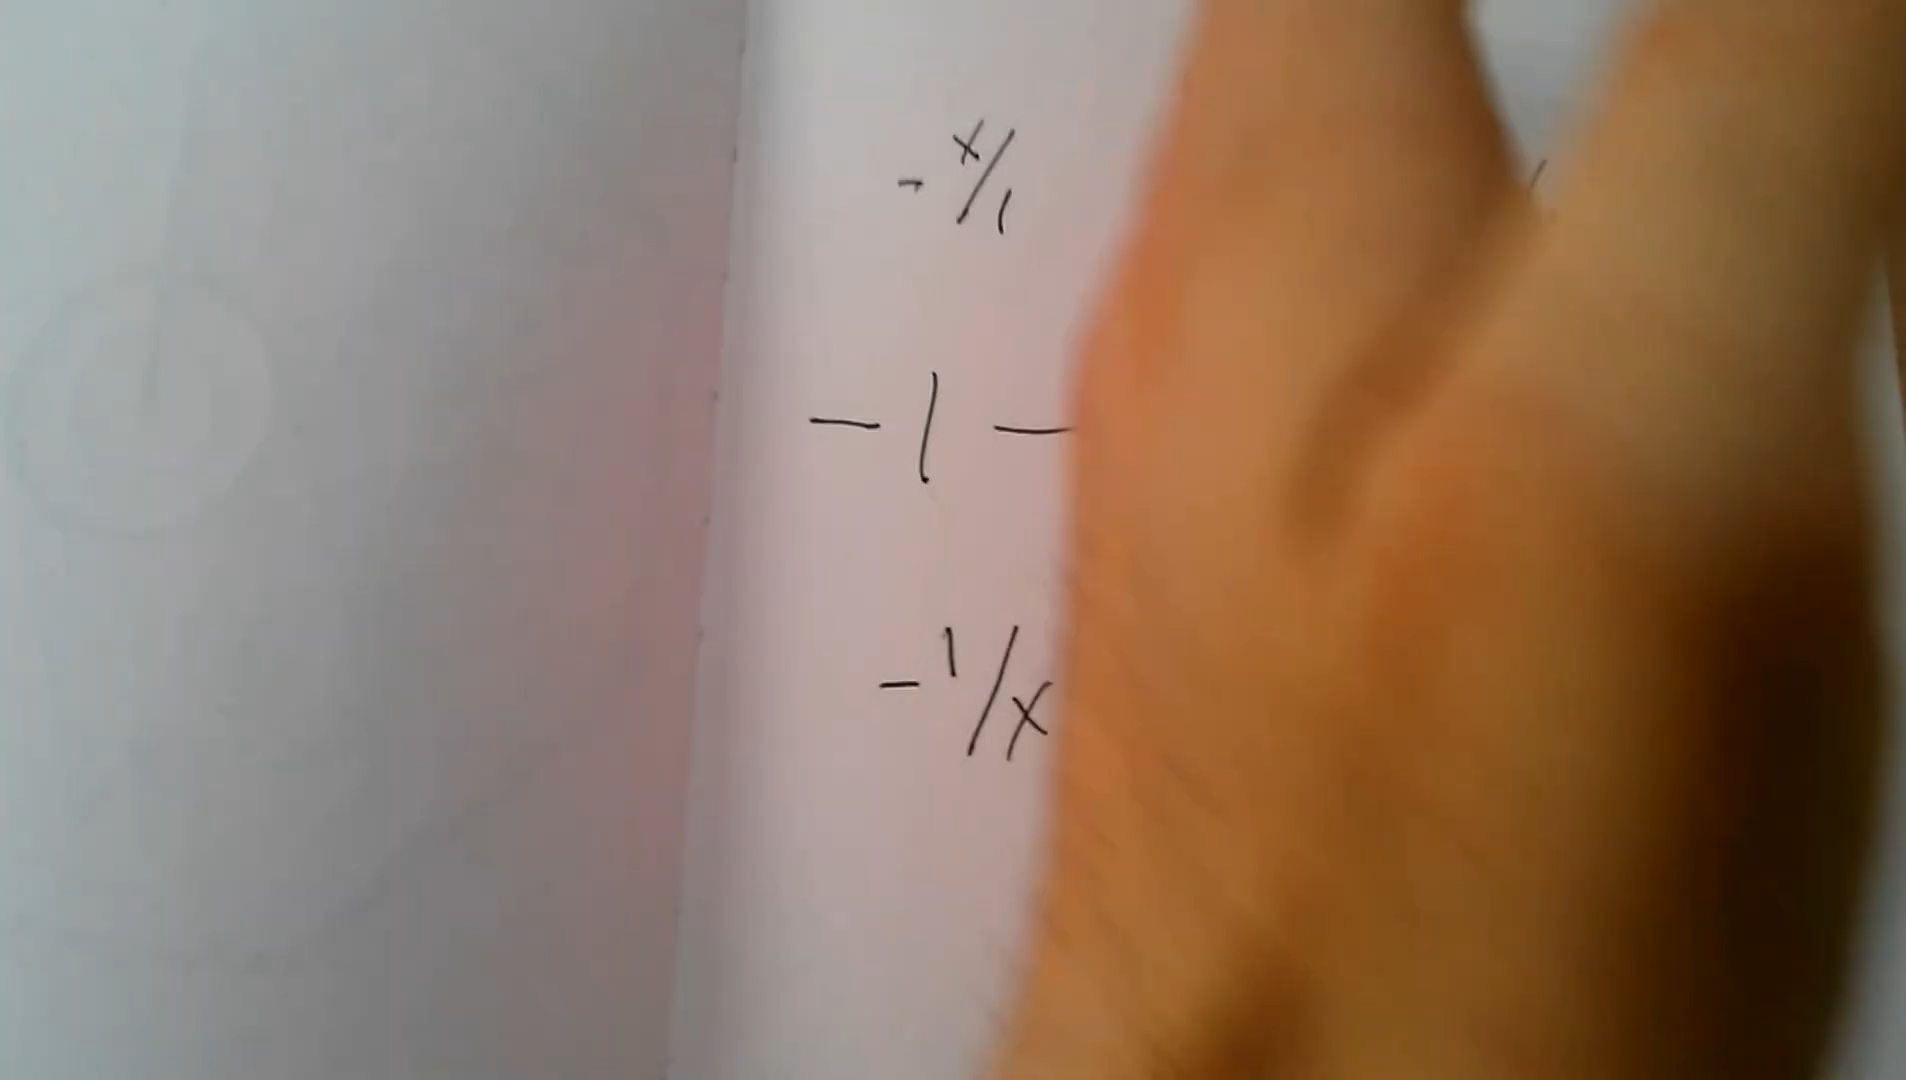 - x/1
- 1 -
- 1/x